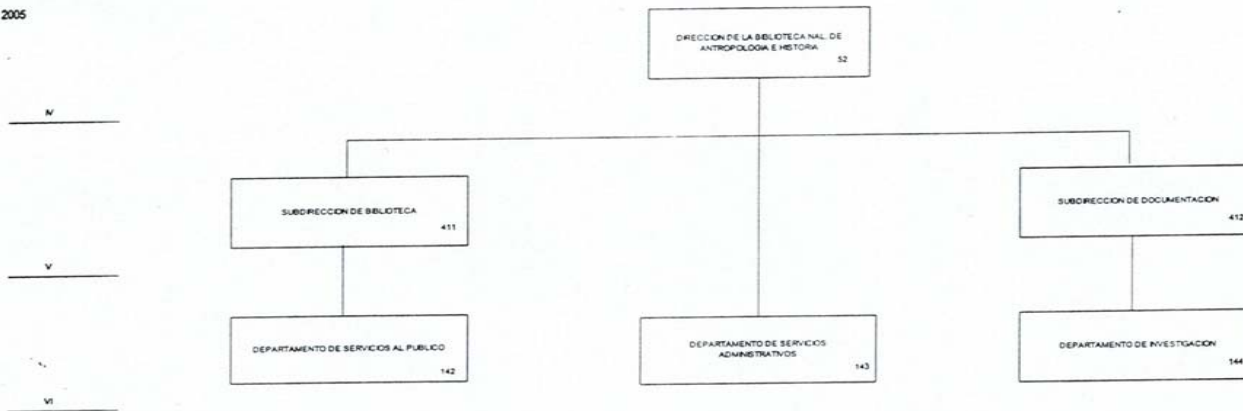 2005
DIRECCION DE LA BIBLIOTECA NAL. DE
ANTROPOLOGIA E HISTORIA
52
IV
SUBDIRECCION DE BIBLIOTECA
411
SUBDIRECCION DE DOCUMENTACION
412
V
DEPARTAMENTO DE SERVICIOS AL PUBLICO
142
DEPARTAMENTO DE SERVICIOS
ADMINISTRATIVOS
143
DEPARTAMENTO DE INVESTIGACION
144
VI